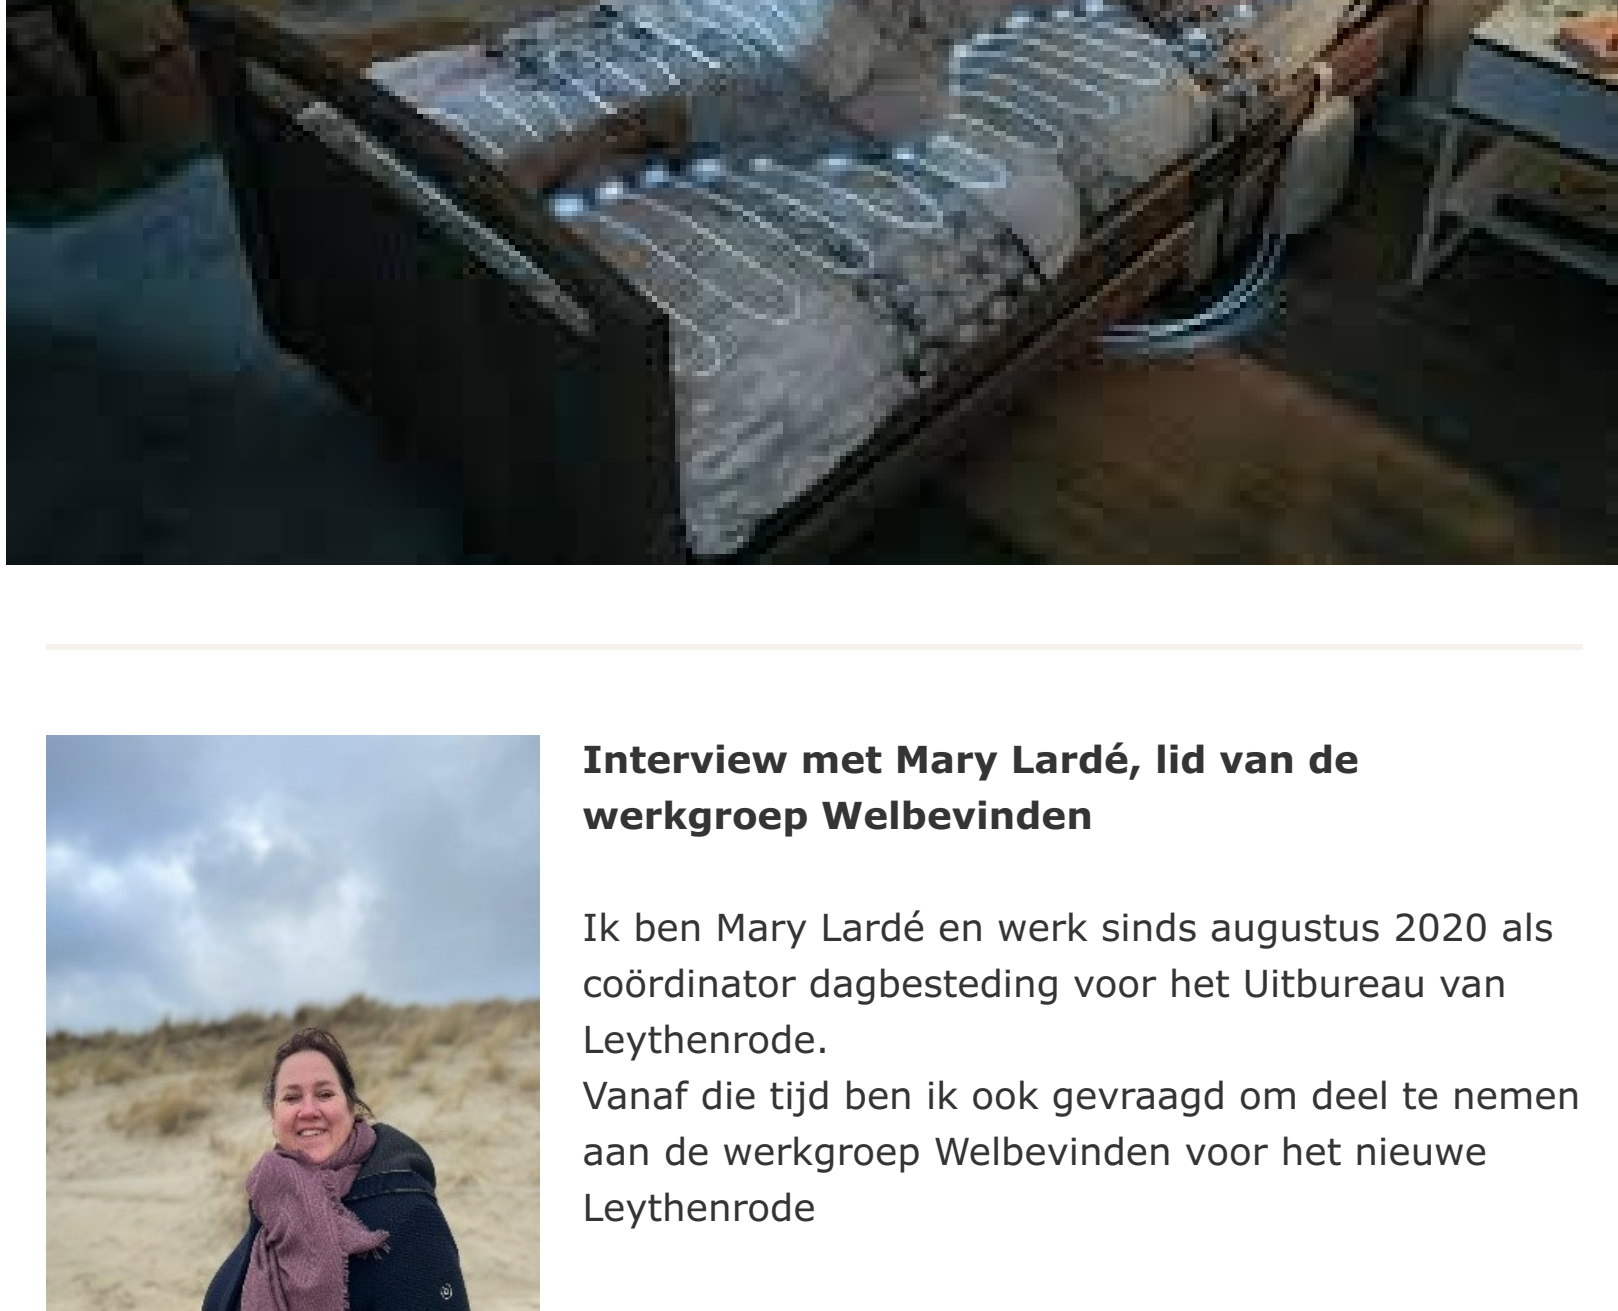 Interview met Mary Lardé, lid van de
werkgroep Welbevinden
Ik ben Mary Lardé en werk sinds augustus 2020 als
coördinator dagbesteding voor het Uitbureau van
Leythenrode.
Vanaf die tijd ben ik ook gevraagd om deel te nemen
aan de werkgroep Welbevinden voor het nieuwe
Leythenrode